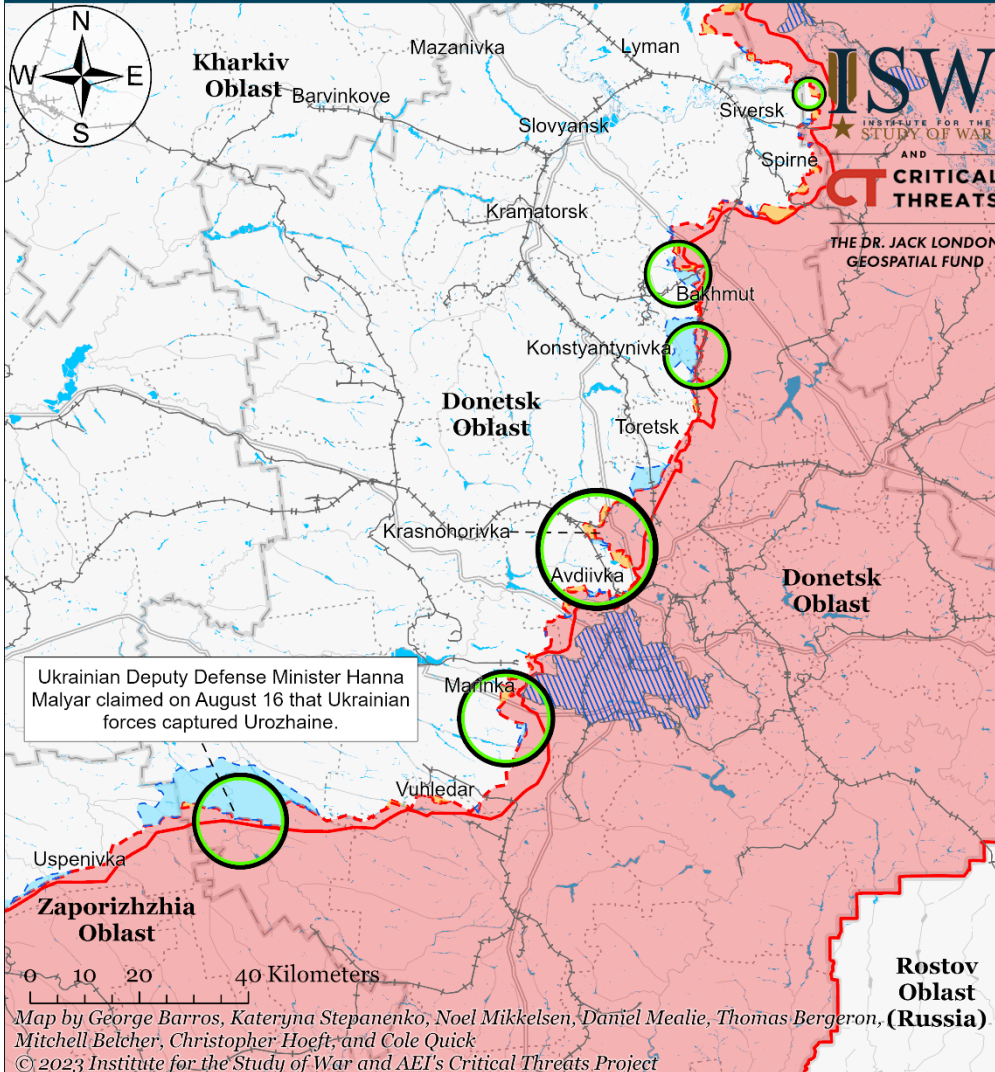 N
W
E
S
Kharkiv
Oblast
Mazanivka
Lyman
Barvinkove
Slovyansk
Siversk
Spirne
ISW
INSTITUTE FOR THE
STUDY OF WAR
AND
CT CRITICAL
THREATS
THE DR. JACK LONDON
GEOSPATIAL FUND
Kramatorsk
Bakhmut
Konstyantynivka
Donetsk
Oblast
Toretsk
Krasnohorivka
Avdiivka
Donetsk
Oblast
Ukrainian Deputy Defense Minister Hanna
Malyar claimed on August 16 that Ukrainian
forces captured Urozhaine.
Marinka
Vuhledar
Uspenivka
Zaporizhzhia
Oblast
0 10 20 40 Kilometers
Rostov
Oblast
(Russia)
Map by George Barros, Kateryna Stepanenko, Noel Mikkelsen, Daniel Mealie, Thomas Bergeron,
Mitchell Belcher, Christopher Hoeft, and Cole Quick
© 2023 Institute for the Study of War and AEI's Critical Threats Project